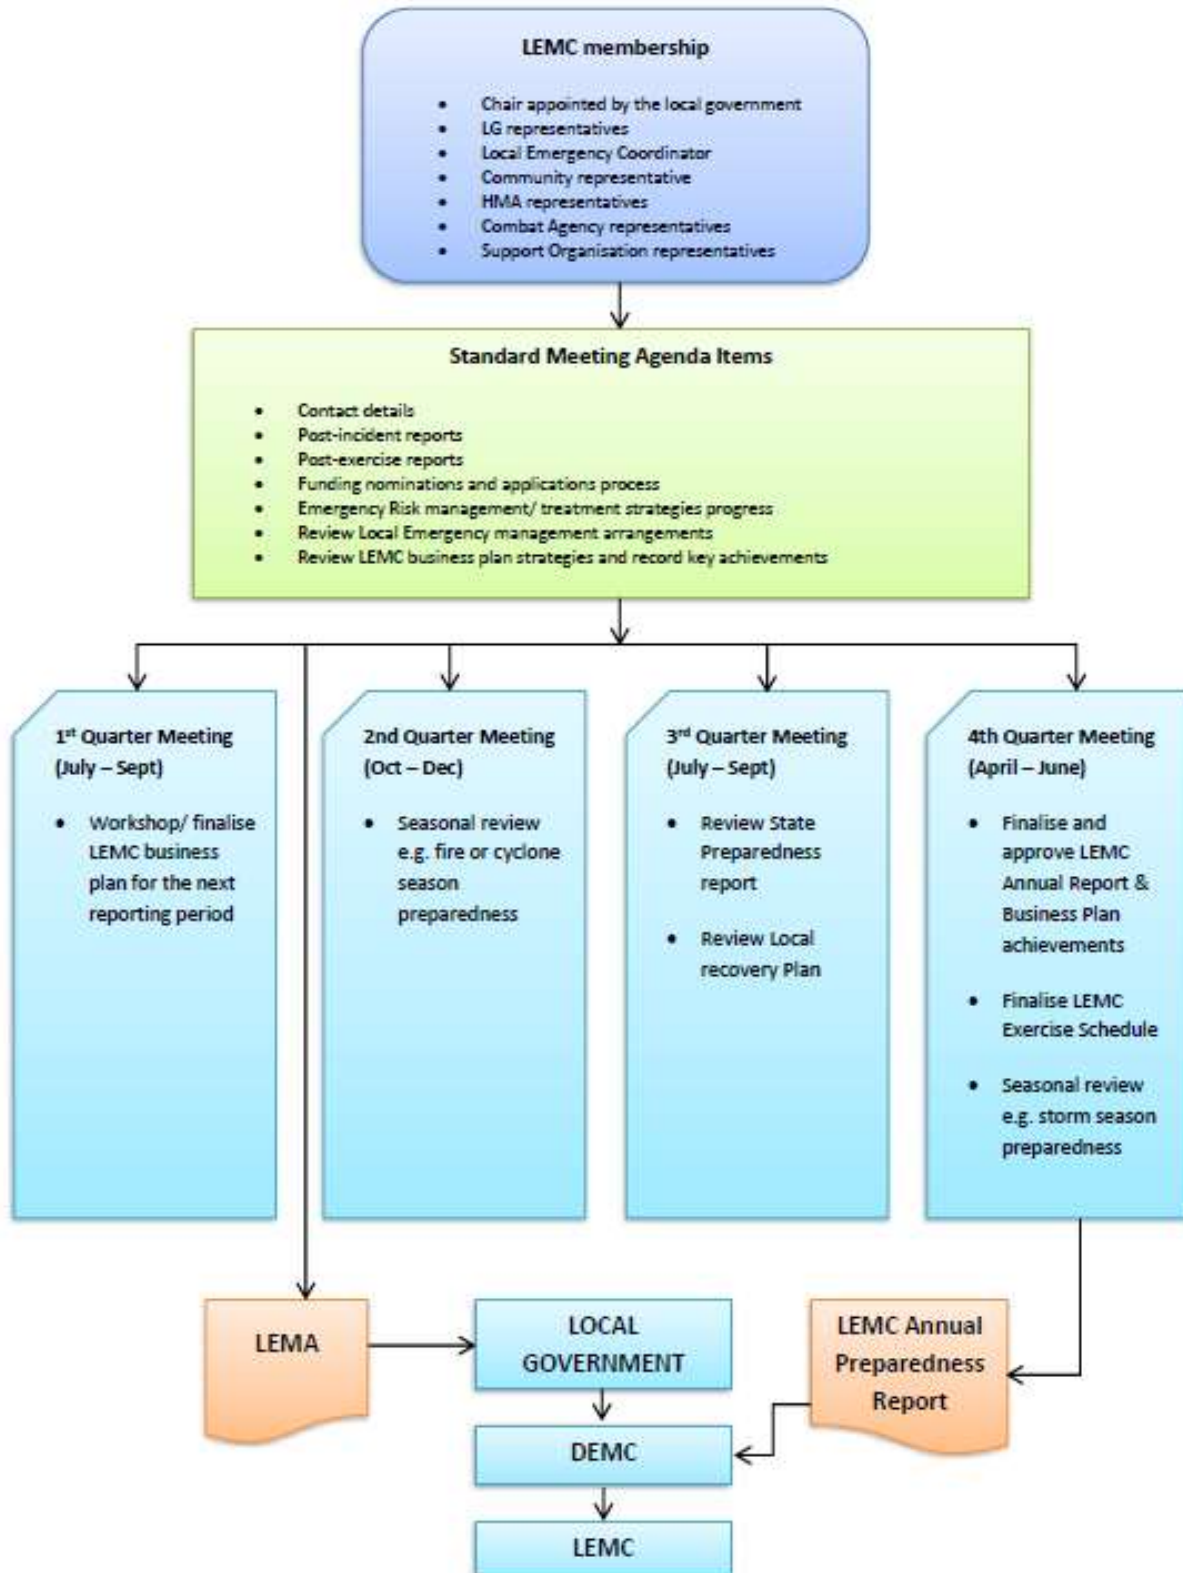 LEMC membership
• Chair appointed by the local government
• LG representatives
• Local Emergency Coordinator
• Community representative
• HMA representatives
• Combat Agency representatives
• Support Organisation representatives
Standard Meeting Agenda Items
• Contact details
• Post-incident reports
• Post-exercise reports
• Funding nominations and applications process
• Emergency Risk management/ treatment strategies progress
• Review Local Emergency management arrangements
• Review LEMC business plan strategies and record key achievements
1st Quarter Meeting
(July – Sept)
• Workshop/ finalise
LEMC business
plan for the next
reporting period
2nd Quarter Meeting
(Oct – Dec)
• Seasonal review
e.g. fire or cyclone
season
preparedness
3rd Quarter Meeting
(July – Sept)
• Review State
Preparedness
report
• Review Local
recovery Plan
4th Quarter Meeting
(April – June)
• Finalise and
approve LEMC
Annual Report &
Business Plan
achievements
• Finalise LEMC
Exercise Schedule
• Seasonal review
e.g. storm season
preparedness
LEMA
LOCAL
GOVERNMENT
LEMC Annual
Preparedness
Report
DEMC
LEMC